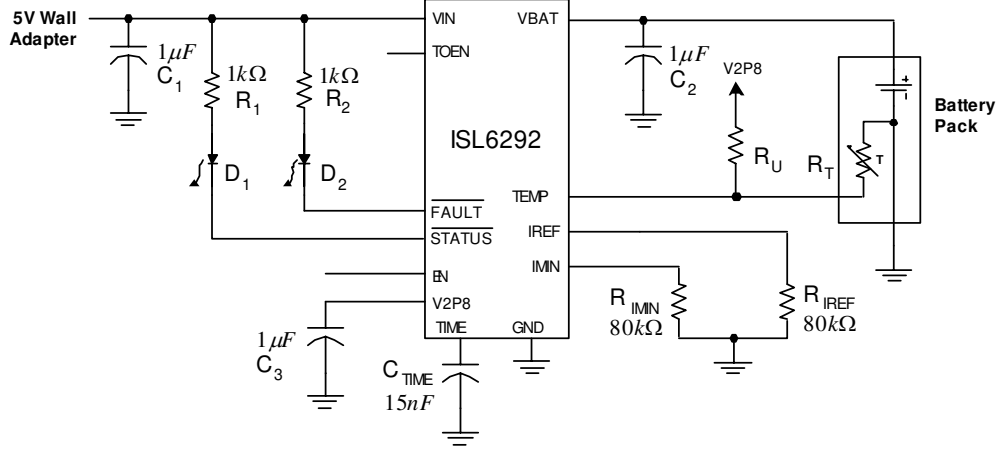 5V Wall
Adapter
1μF
C1
1kΩ
R1
1kΩ
R2
D1
D2
VIN
TOEN
ISL6292
FAULT
STATUS
EN
V2P8
TIME
GND
VBAT
TEMP
IREF
IMIN
1μF
C2
V2P8
RU
RT
T
+
Battery
Pack
RIMIN
80kΩ
RIREF
80kΩ
1μF
C3
CTIME
15nF